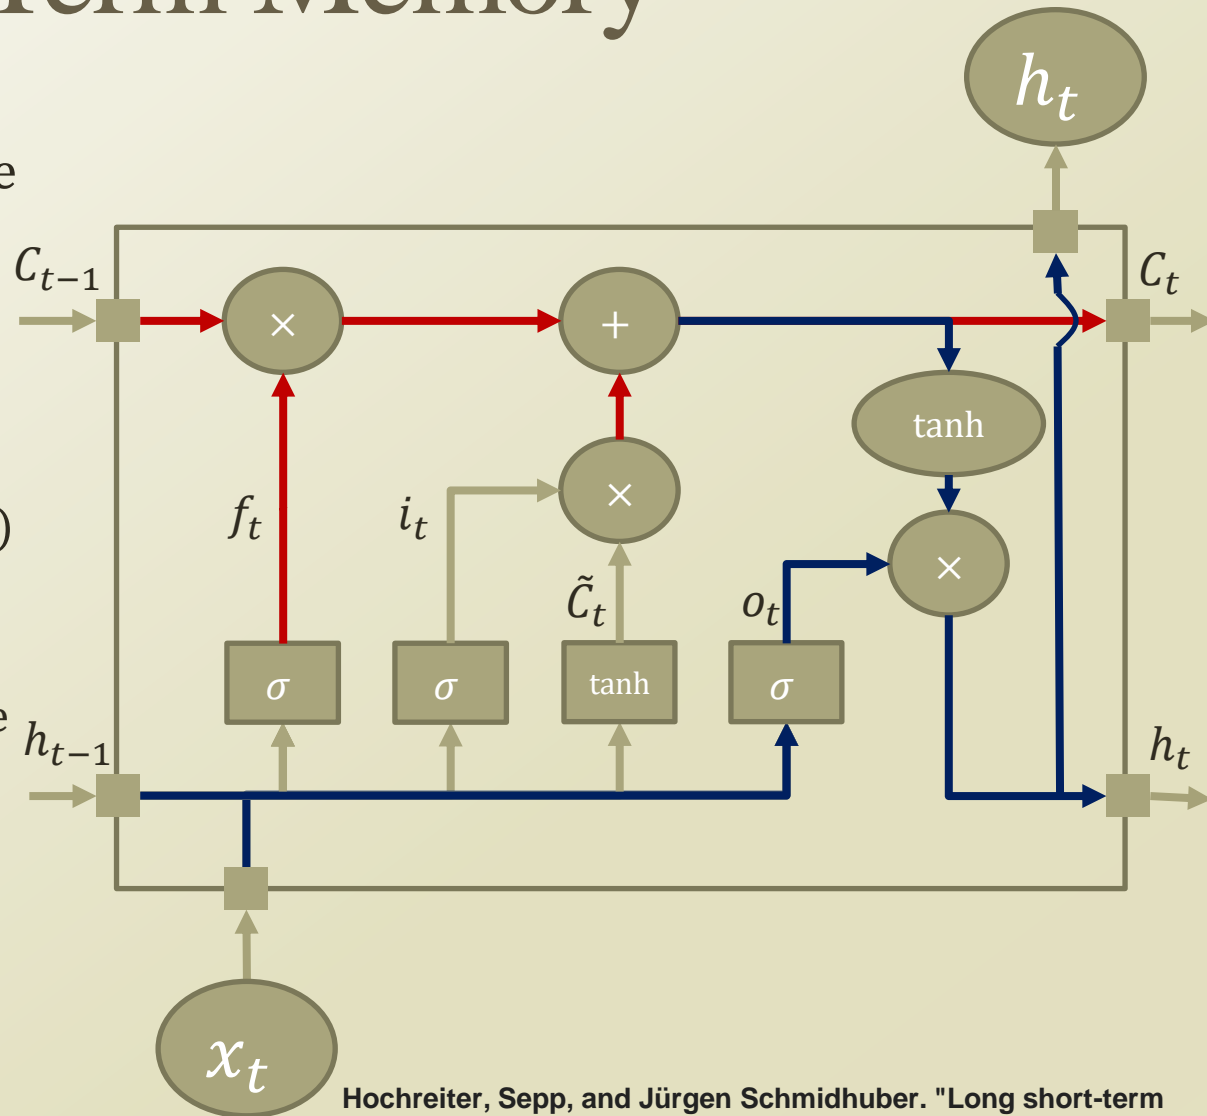 Term Memory
h_t
e
C_{t−1}
C_t
×
+
tanh
f_t
i_t
×
)
×
C̃_t
o_t
σ
σ
tanh
σ
e
h_{t−1}
h_t
x_t
Hochreiter, Sepp, and Jürgen Schmidhuber. "Long short-term